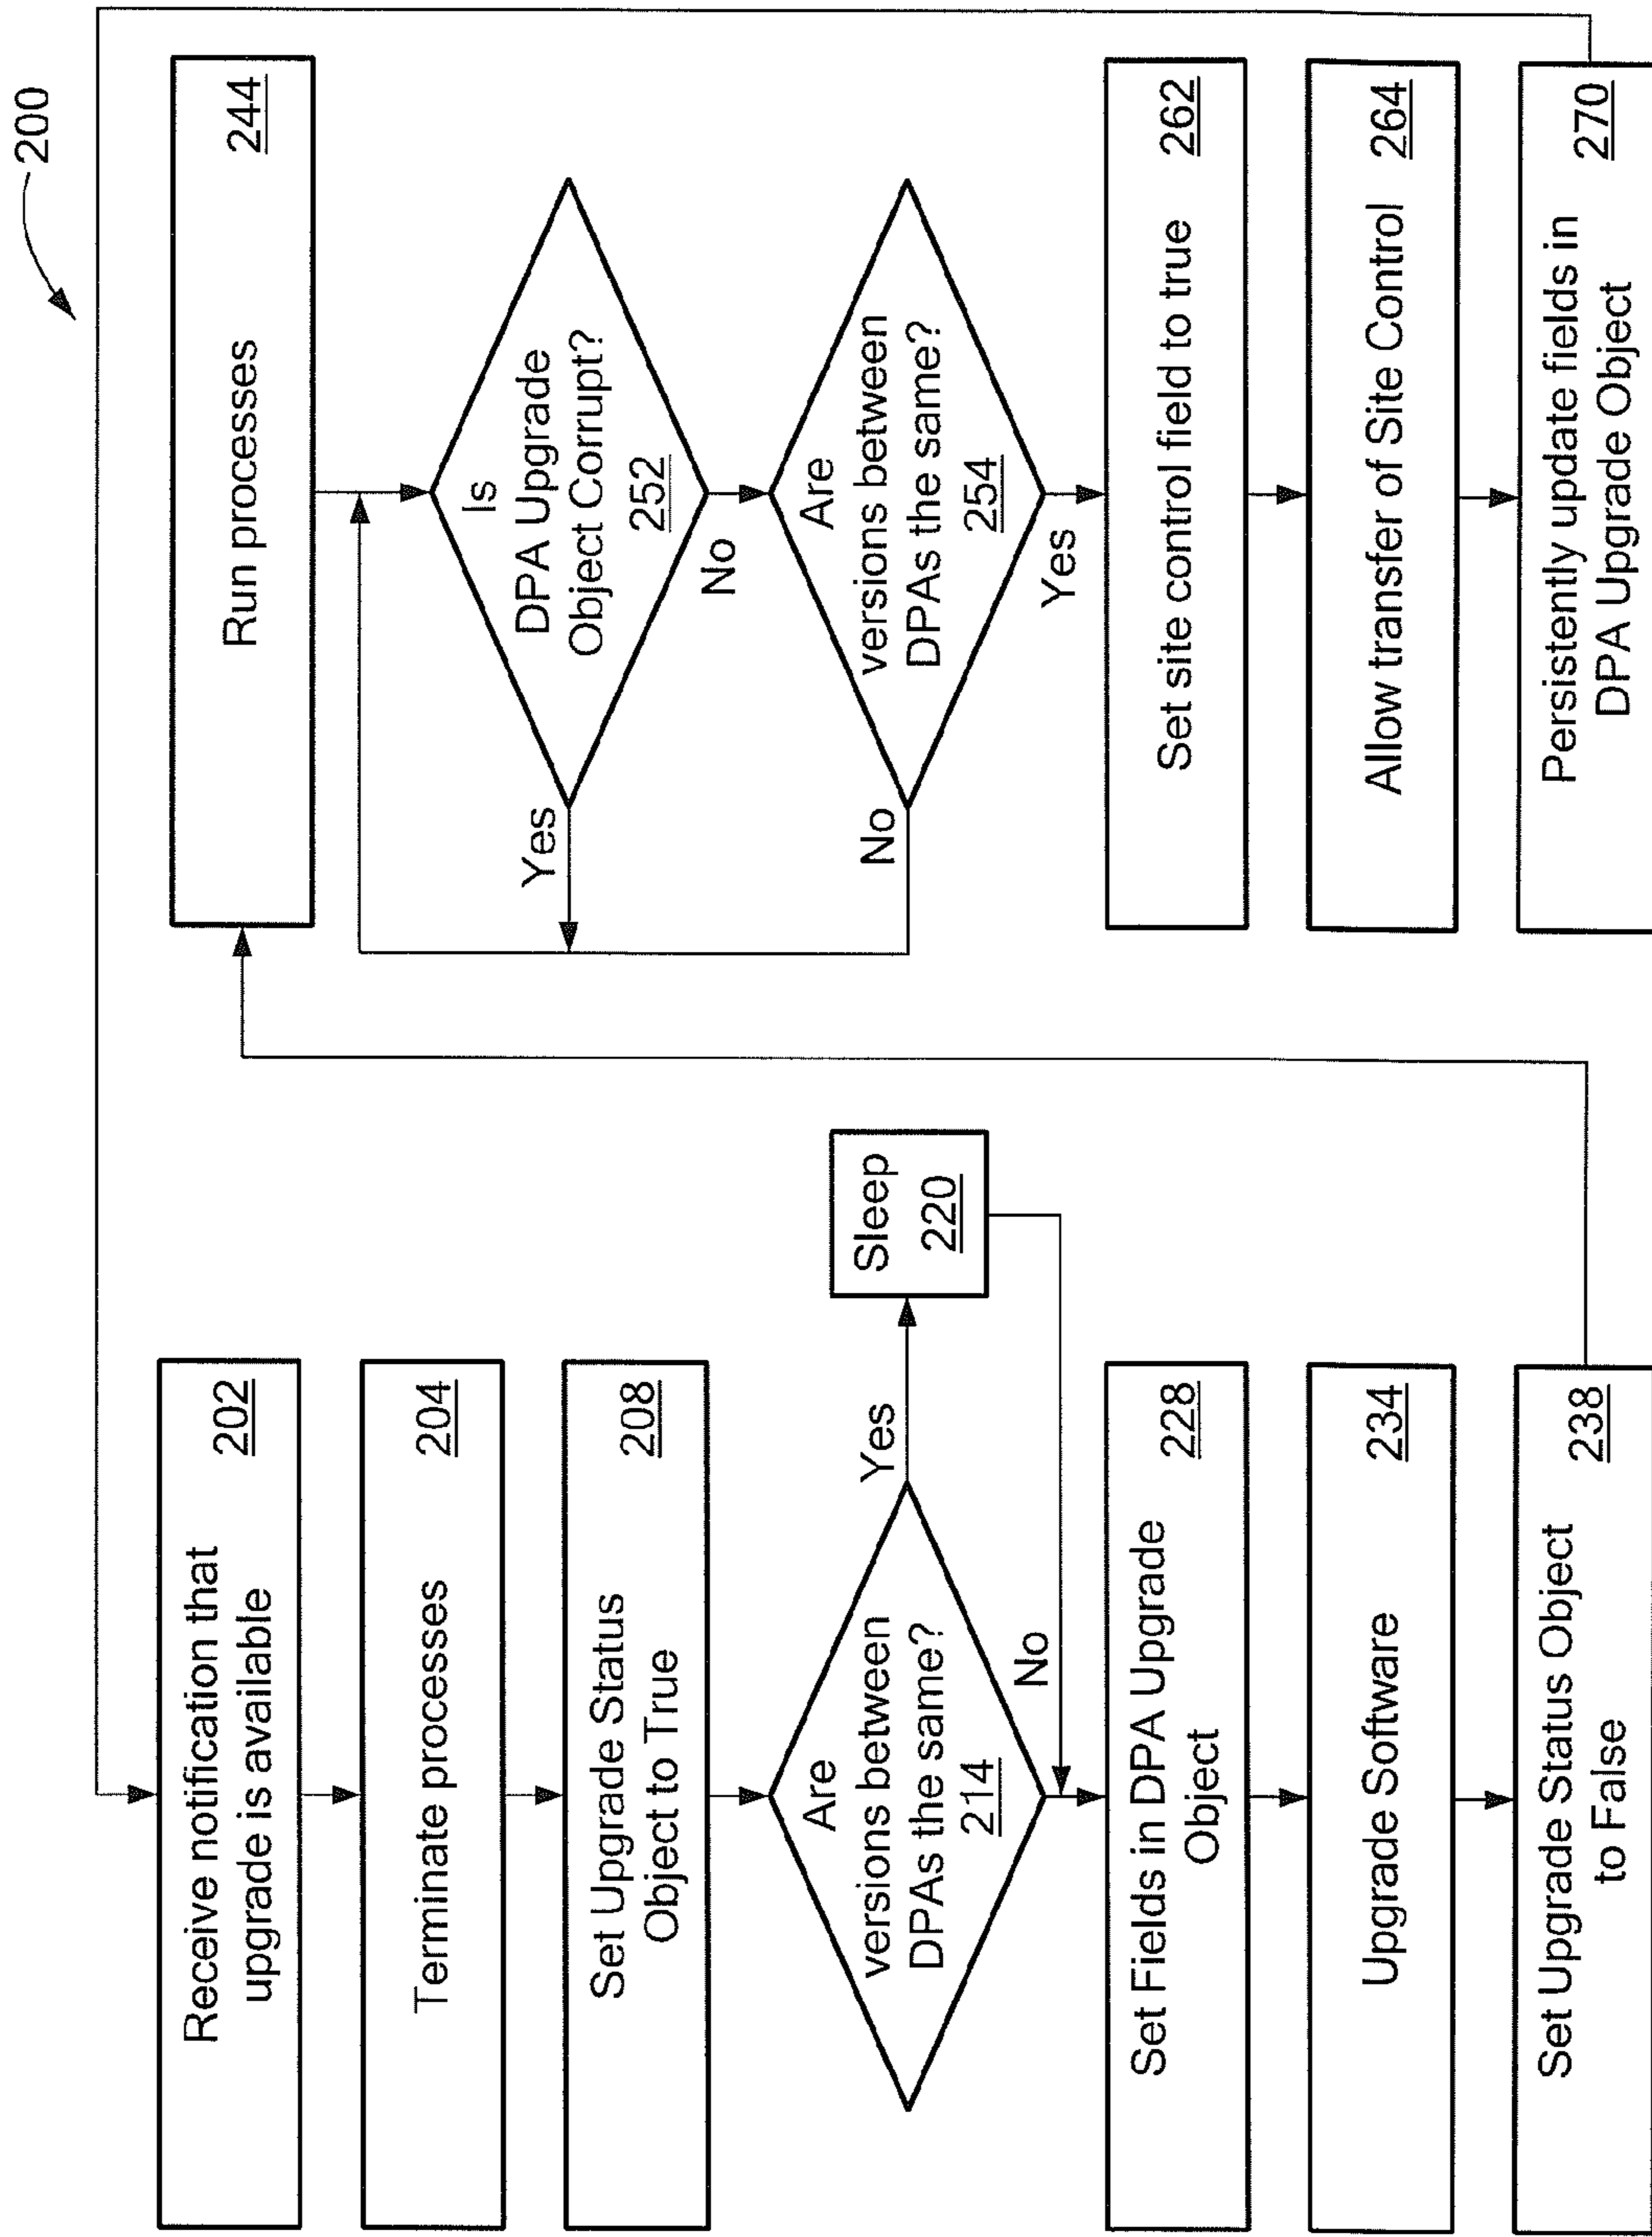 200
Receive notification that
upgrade is available
202
Terminate processes
204
Set Upgrade Status
Object to True
208
Are
versions between
DPAs the same?
214
Yes
No
Sleep
220
Set Fields in DPA Upgrade
Object
228
Upgrade Software
234
Set Upgrade Status Object
to False
238
Run processes
244
Is
DPA Upgrade
Object Corrupt?
252
Yes
No
Are
versions between
DPAs the same?
254
No
Yes
Set site control field to true
262
Allow transfer of Site Control
264
Persistently update fields in
DPA Upgrade Object
270